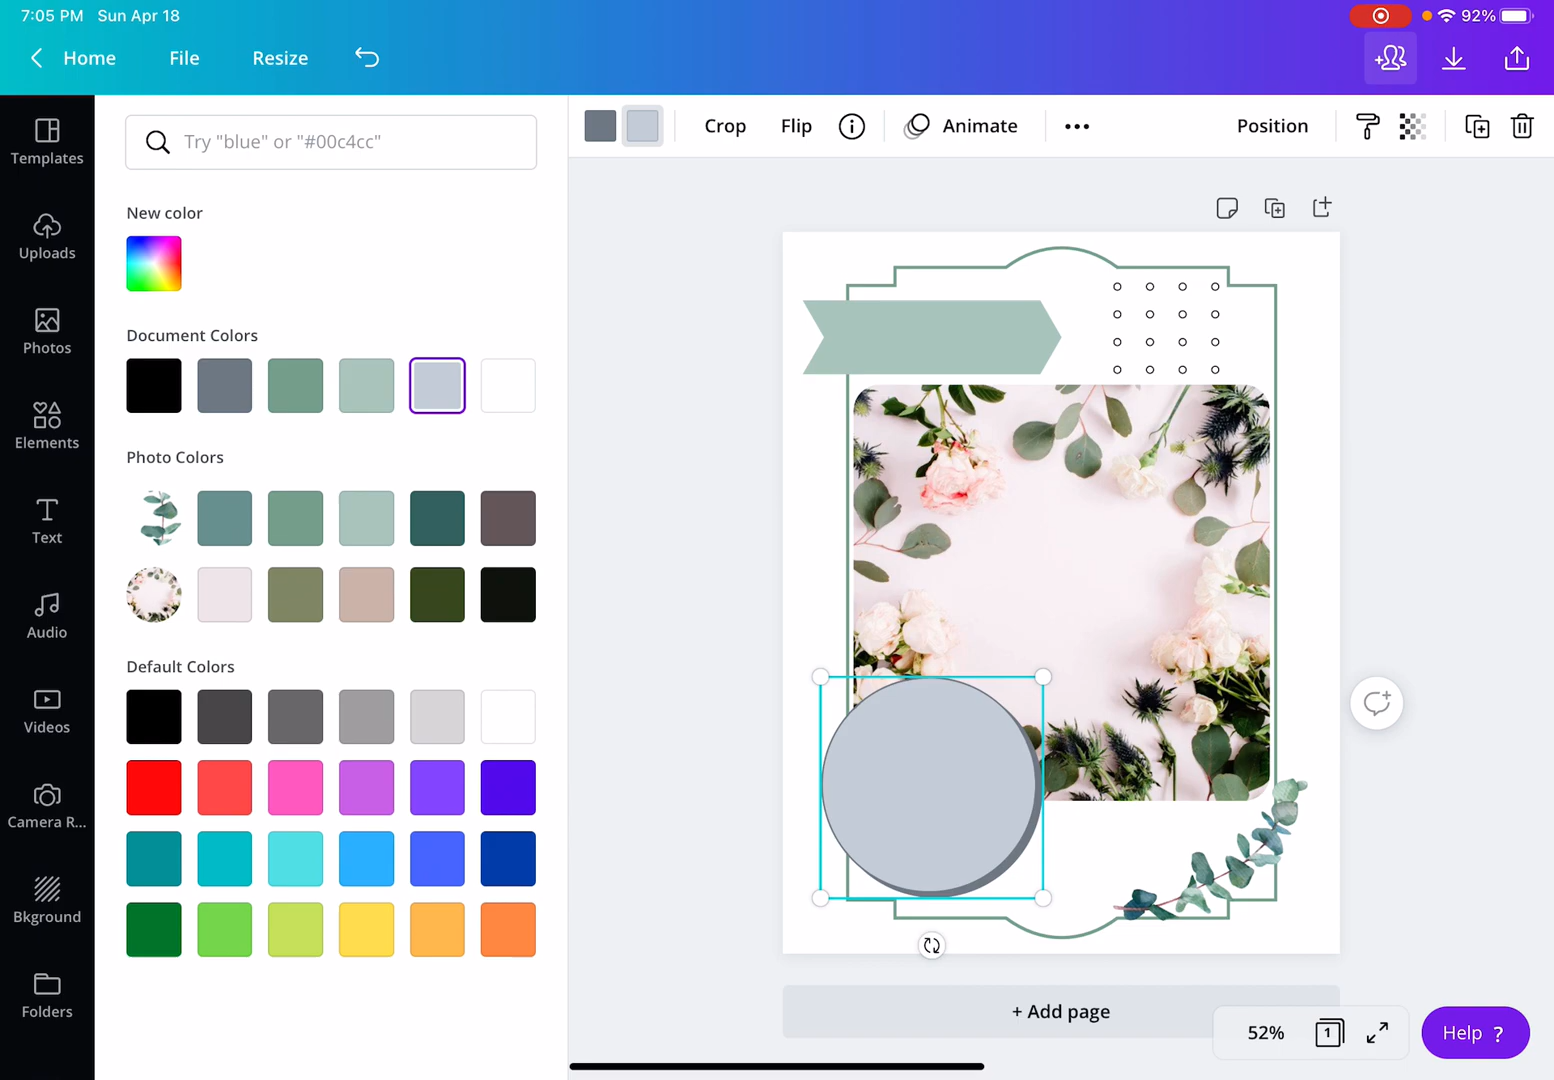 7:05 PM Sun Apr 18
92%
Home File Resize
Templates
Uploads
Photos
Elements
Text
Audio
Videos
Camera R...
Bkground
Folders
Try "blue" or "#00c4cc"
New color
Document Colors
Photo Colors
Default Colors
Crop Flip Animate Position
+ Add page
52% 1 Help ?